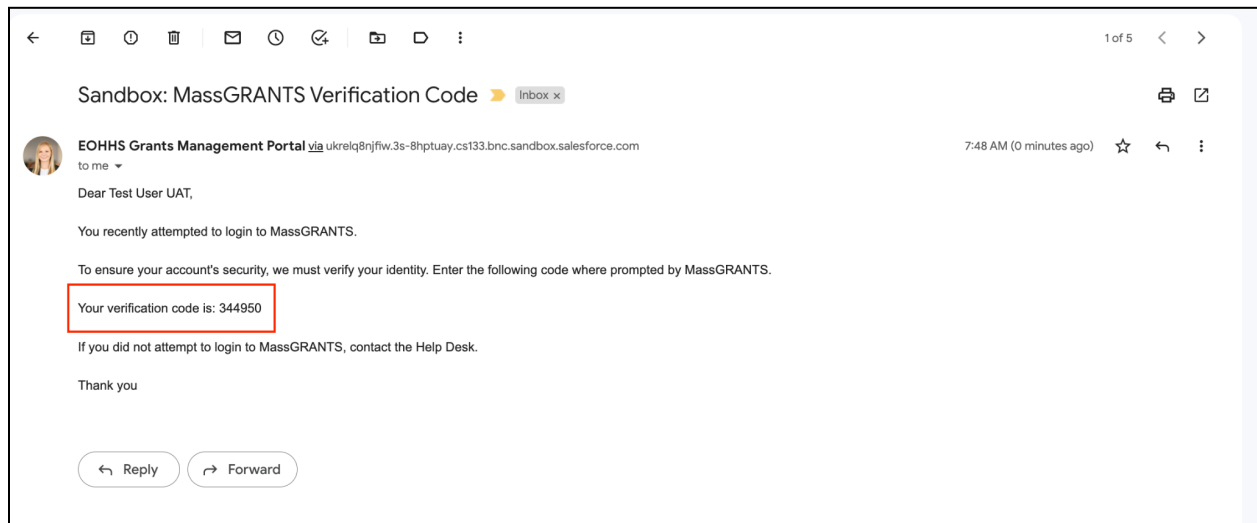 1 of 5
Sandbox: MassGRANTS Verification Code Inbox ×
EOHHS Grants Management Portal via ukrelq8njfiw.3s-8hptuay.cs133.bnc.sandbox.salesforce.com 7:48 AM (0 minutes ago)
to me
Dear Test User UAT,
You recently attempted to login to MassGRANTS.
To ensure your account's security, we must verify your identity. Enter the following code where prompted by MassGRANTS.
Your verification code is: 344950
If you did not attempt to login to MassGRANTS, contact the Help Desk.
Thank you
Reply Forward